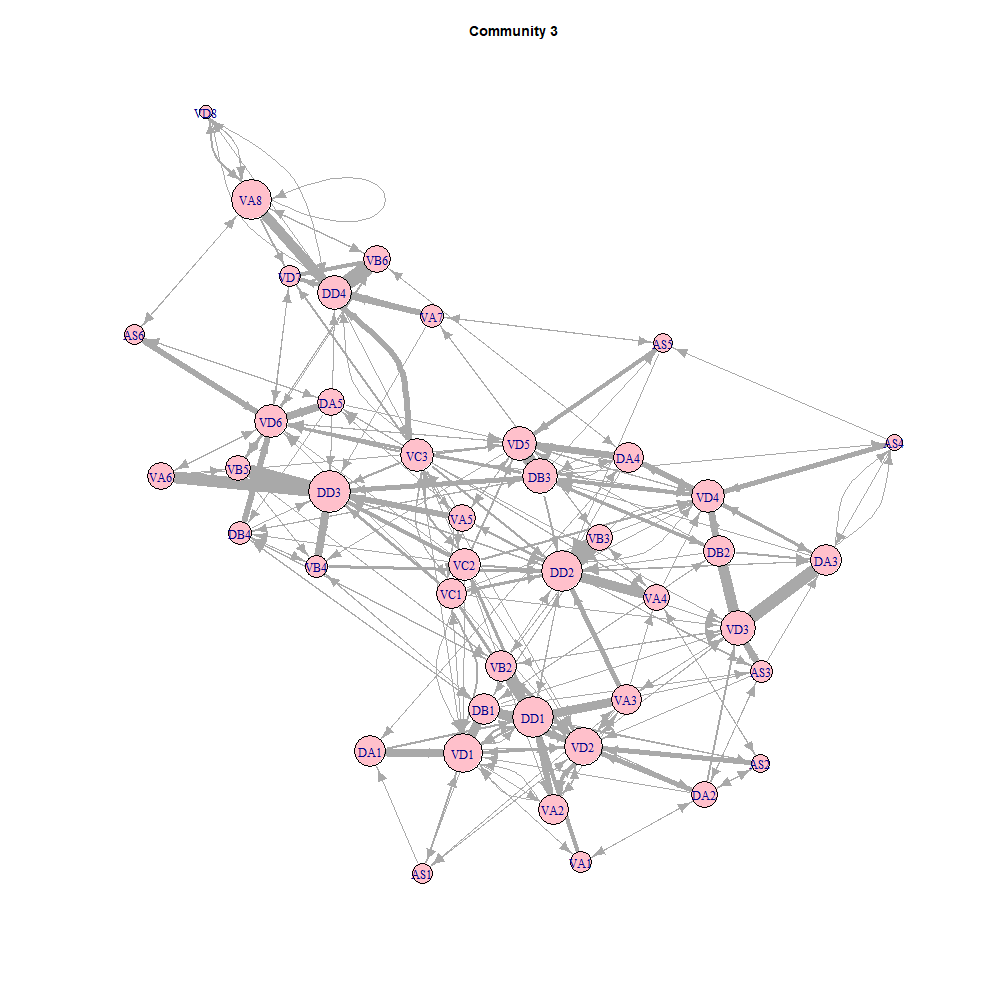 Community 3
VD8
VA8
VB6
VD7
DD4
VA7
AS6
AS5
DA5
VD6
AS4
VD5
VC3
DA4
VB5
VA6
DB3
DD3
VD4
VA5
DB4
VB3
DB2
DA3
VC2
VB4
DD2
VC1
VA4
VD3
VB2
AS3
VA3
DB1
DD1
VD2
DA1
VD1
AS2
DA2
VA2
VA1
AS1